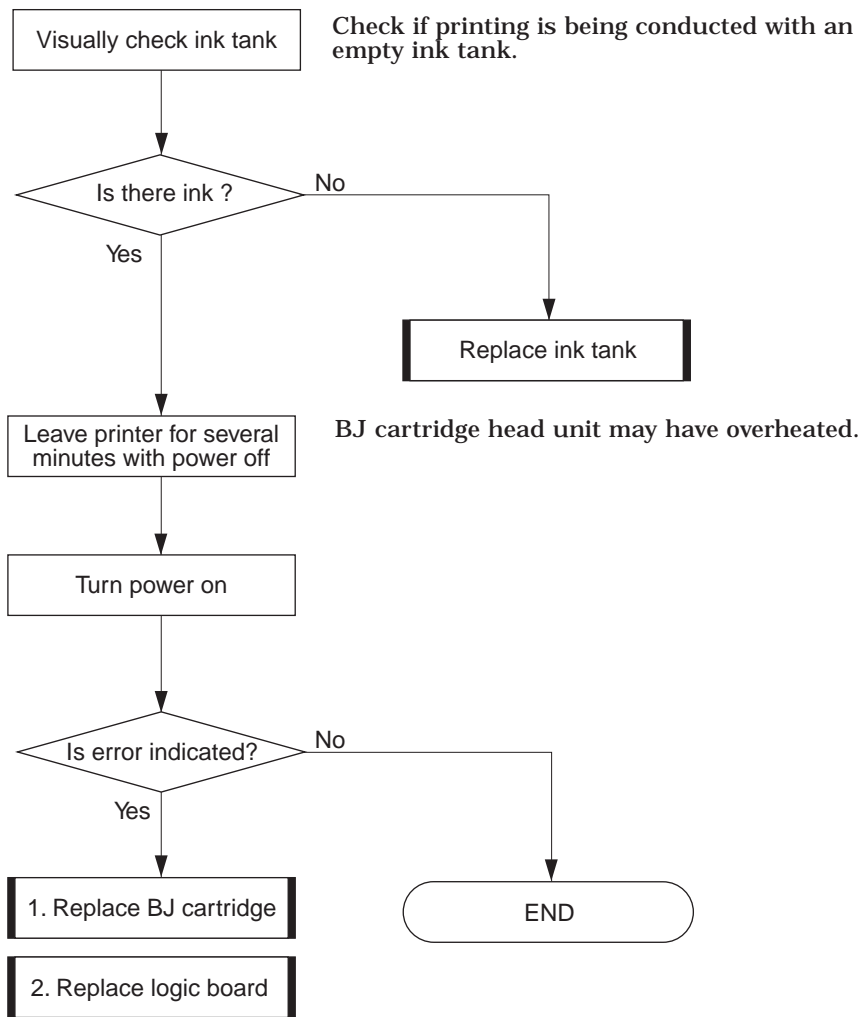 Visually check ink tank
Check if printing is being conducted with an
empty ink tank.
Is there ink ?
No
Yes
Replace ink tank
Leave printer for several
minutes with power off
BJ cartridge head unit may have overheated.
Turn power on
Is error indicated?
No
Yes
1. Replace BJ cartridge
END
2. Replace logic board